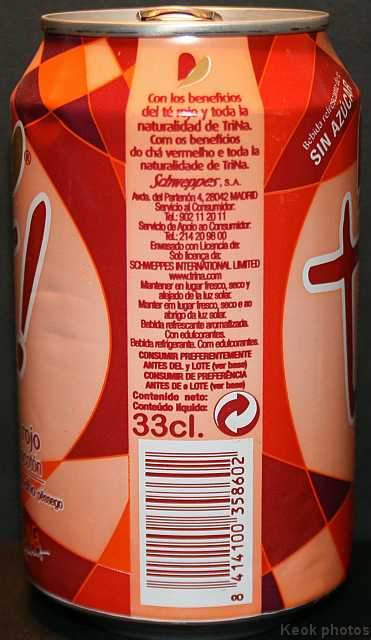 Con los beneficios
del té rojo y toda la
naturalidad de TriNa.
Com os benefícios
do chá vermelho e toda la
naturalidade de TriNa.
Schweppes, S.A.
Avda. del Partenón 4, 28042 MADRID
Servicio al Consumidor:
Tel.: 902 11 20 11
Servicio de Apoio ao Consumidor:
Tel.: 214 20 98 00
Envasado con Licencia de:
Sob licença de:
SCHWEPPES INTERNATIONAL LIMITED
www.trina.com
Mantener en lugar fresco, seco y
alejado de la luz solar.
Manter em lugar fresco, seco e ao
abrigo da luz solar.
Bebida refrescante aromatizada.
Con edulcorantes.
Bebida refrigerante. Com edulcorantes.
CONSUMIR PREFERENTEMENTE
ANTES DEL y LOTE (ver base)
CONSUMIR DE PREFERÊNCIA
ANTES DE e LOTE (ver base)
Contenido neto:
Conteúdo líquido:
33cl.
8 414100 358602
Bebida refrescante
SIN AZÚCAR
t
!
®
rojo
Keok photos